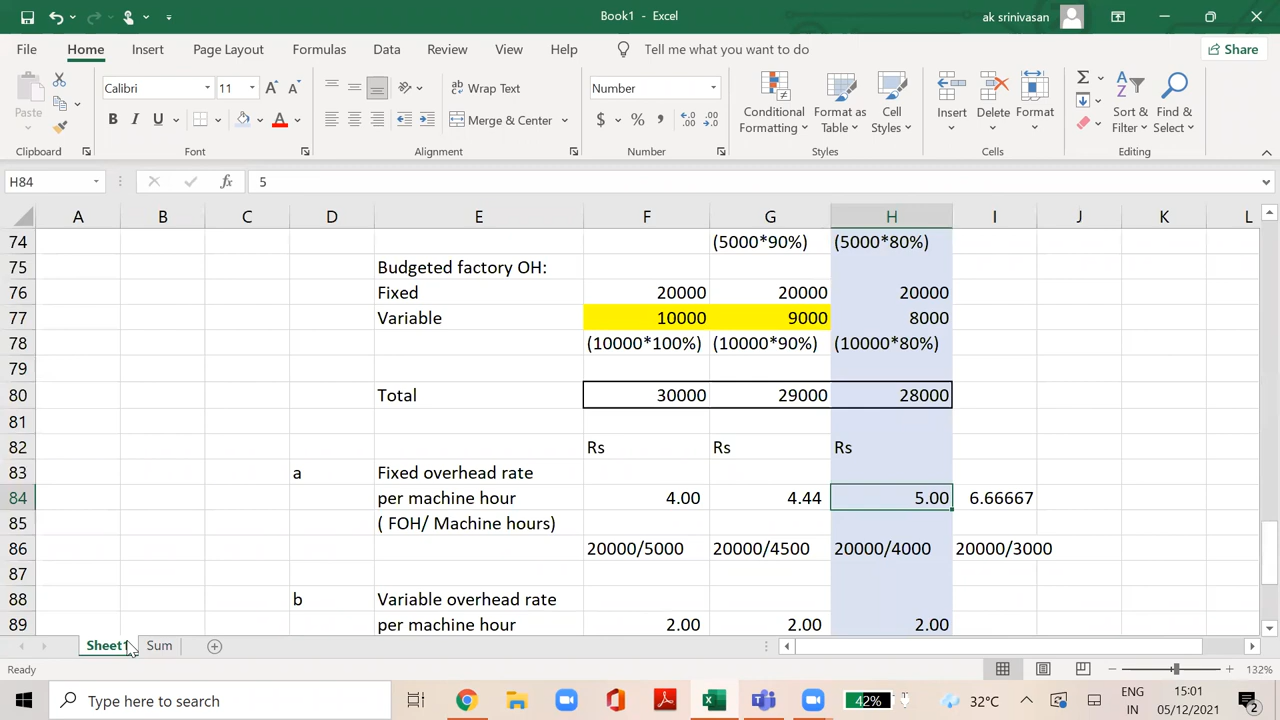 Book1 - Excel
ak srinivasan
File Home Insert Page Layout Formulas Data Review View Help Tell me what you want to do Share
Paste
Calibri 11
B I U A
Wrap Text
Merge & Center
Number
$ % ,
Conditional Formatting
Format as Table
Cell Styles
Insert
Delete
Format
Sort & Filter
Find & Select
Clipboard Font Alignment Number Styles Cells Editing
H84 fx 5
A B C D E F G H I J K L
74 (5000*90%) (5000*80%)
75 Budgeted factory OH:
76 Fixed 20000 20000 20000
77 Variable 10000 9000 8000
78 (10000*100%) (10000*90%) (10000*80%)
79
80 Total 30000 29000 28000
81
82 Rs Rs Rs
83 a Fixed overhead rate
84 per machine hour 4.00 4.44 5.00 6.66667
85 ( FOH/ Machine hours)
86 20000/5000 20000/4500 20000/4000 20000/3000
87
88 b Variable overhead rate
89 per machine hour 2.00 2.00 2.00
Sheet1 Sum
Ready 132%
Type here to search
42% 32°C
ENG
IN
15:01
05/12/2021
2